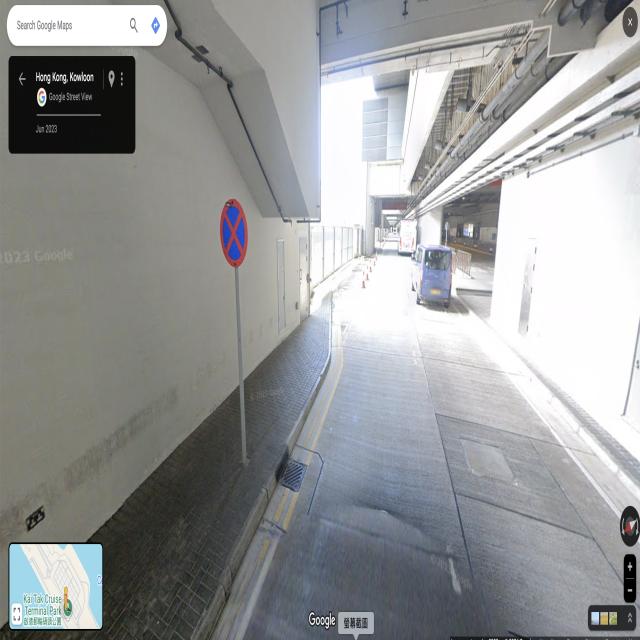 Search Google Maps
Hong Kong, Kowloon
Google Street View
Jun 2023
2023 Google
Kai Tak Cruise
Terminal Park
啟德郵輪碼頭公園
Google
螢幕截圖